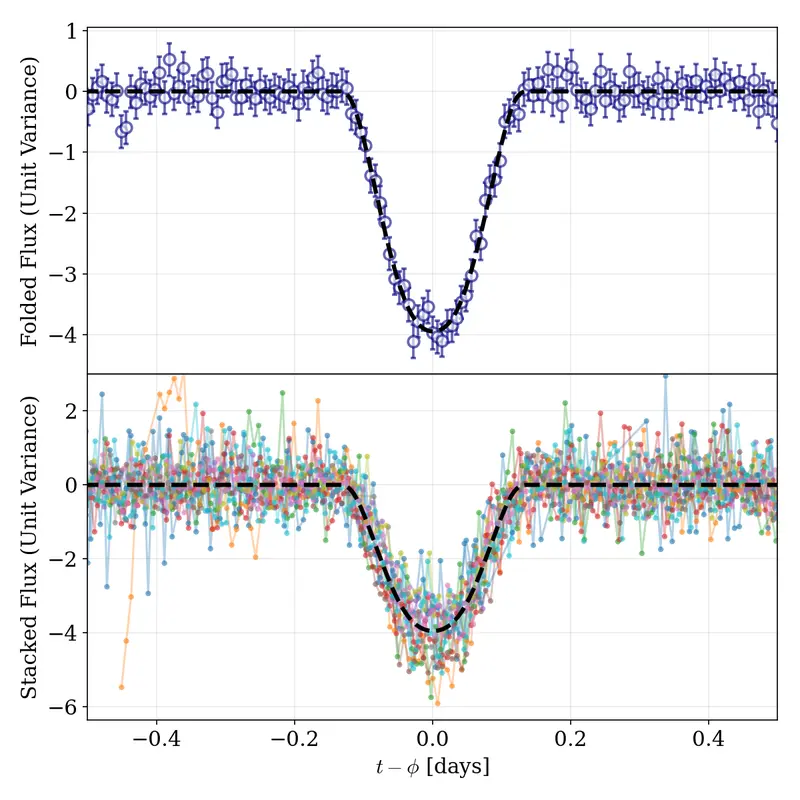 Folded Flux (Unit Variance)
1
0
−1
−2
−3
−4
Stacked Flux (Unit Variance)
2
0
−2
−4
−6
−0.4 −0.2 0.0 0.2 0.4
t − ϕ [days]